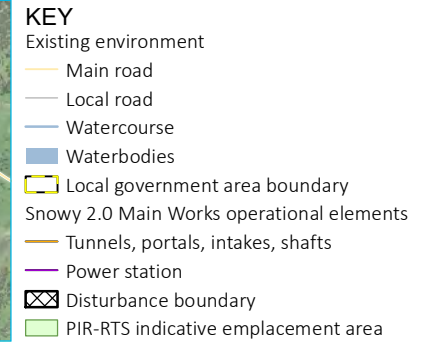 KEY
Existing environment
Main road
Local road
Watercourse
Waterbodies
Local government area boundary
Snowy 2.0 Main Works operational elements
Tunnels, portals, intakes, shafts
Power station
Disturbance boundary
PIR-RTS indicative emplacement area